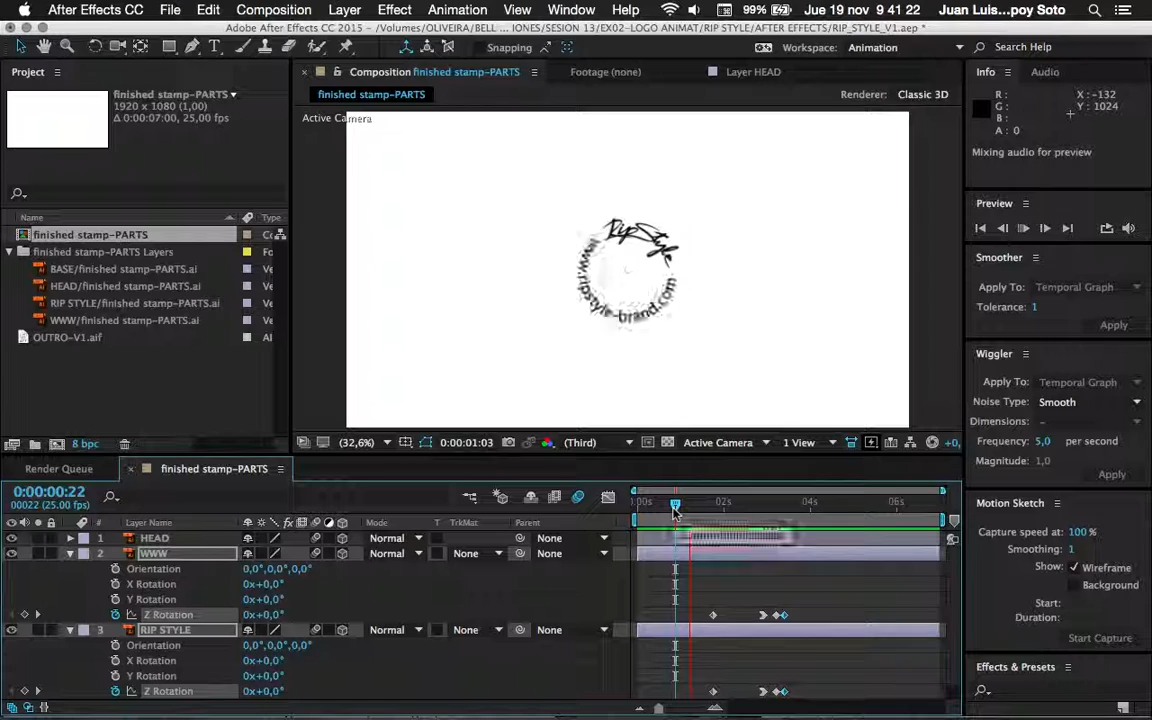 After Effects CC File Edit Composition Layer Effect Animation View Window Help 99% Jue 19 nov 9 41 22 Juan Luis...poy Soto
Adobe After Effects CC 2015 - /Volumes/OLIVEIRA/BELL ... IONES/SESION 13/EX02-LOGO ANIMAT/RIP STYLE/AFTER EFFECTS/RIP_STYLE_V1.aep *
Snapping Workspace: Animation Search Help
Project
Composition finished stamp-PARTS
Footage (none)
Layer HEAD
Info
Audio
finished stamp-PARTS
1920 x 1080 (1,00)
Δ 0:00:07:00, 25,00 fps
finished stamp-PARTS
Renderer: Classic 3D
Active Camera
RipStyle
www.ripstyle-brand.com
R :
G :
B :
A : 0
X : -132
Y : 1024
Mixing audio for preview
Preview
Name Type
finished stamp-PARTS
finished stamp-PARTS Layers
BASE/finished stamp-PARTS.ai
HEAD/finished stamp-PARTS.ai
RIP STYLE/finished stamp-PARTS.ai
WWW/finished stamp-PARTS.ai
OUTRO-V1.aif
8 bpc
(32,6%) 0:00:01:03 (Third) Active Camera 1 View +0,
Smoother
Apply To: Temporal Graph
Tolerance: 1
Apply
Wiggler
Apply To: Temporal Graph
Noise Type: Smooth
Dimensions: –
Frequency: 5,0 per second
Magnitude: 1,0
Apply
Motion Sketch
Capture speed at: 100 %
Smoothing: 1
Show: Wireframe
Background
Start:
Duration:
Start Capture
Effects & Presets
Render Queue
finished stamp-PARTS
0:00:00:22
00022 (25.00 fps)
:00s 02s 04s 06s
# Layer Name Mode T TrkMat Parent
1 HEAD Normal None
2 WWW Normal None None
Orientation 0,0°,0,0°,0,0°
X Rotation 0x+0,0°
Y Rotation 0x+0,0°
Z Rotation 0x+0,0°
3 RIP STYLE Normal None None
Orientation 0,0°,0,0°,0,0°
X Rotation 0x+0,0°
Y Rotation 0x+0,0°
Z Rotation 0x+0,0°